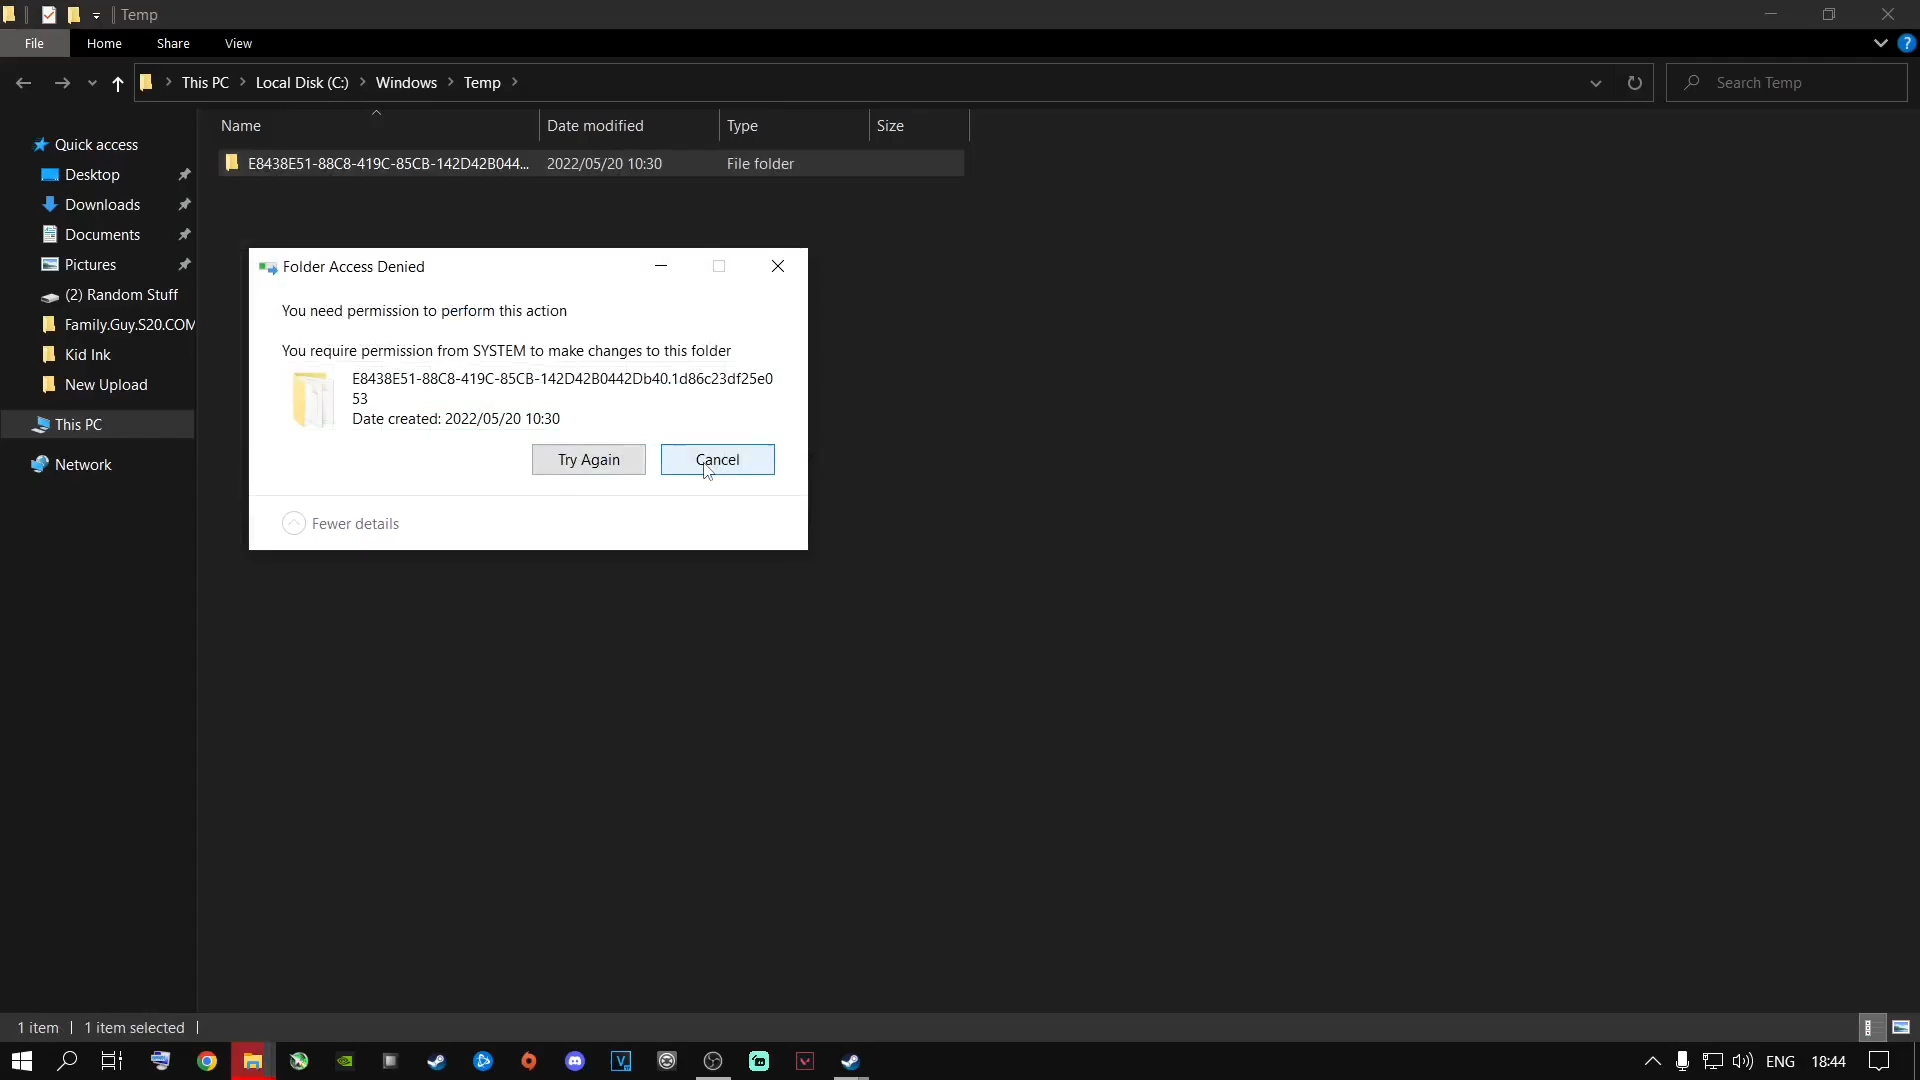 Temp
File Home Share View
This PC Local Disk (C:) Windows Temp
Search Temp
Name Date modified Type Size
E8438E51-88C8-419C-85CB-142D42B044... 2022/05/20 10:30 File folder
Quick access
Desktop
Downloads
Documents
Pictures
(2) Random Stuff
Family.Guy.S20.COM
Kid Ink
New Upload
This PC
Network
Folder Access Denied
You need permission to perform this action
You require permission from SYSTEM to make changes to this folder
E8438E51-88C8-419C-85CB-142D42B0442Db40.1d86c23df25e0
53
Date created: 2022/05/20 10:30
Try Again Cancel
Fewer details
1 item 1 item selected
ENG 18:44